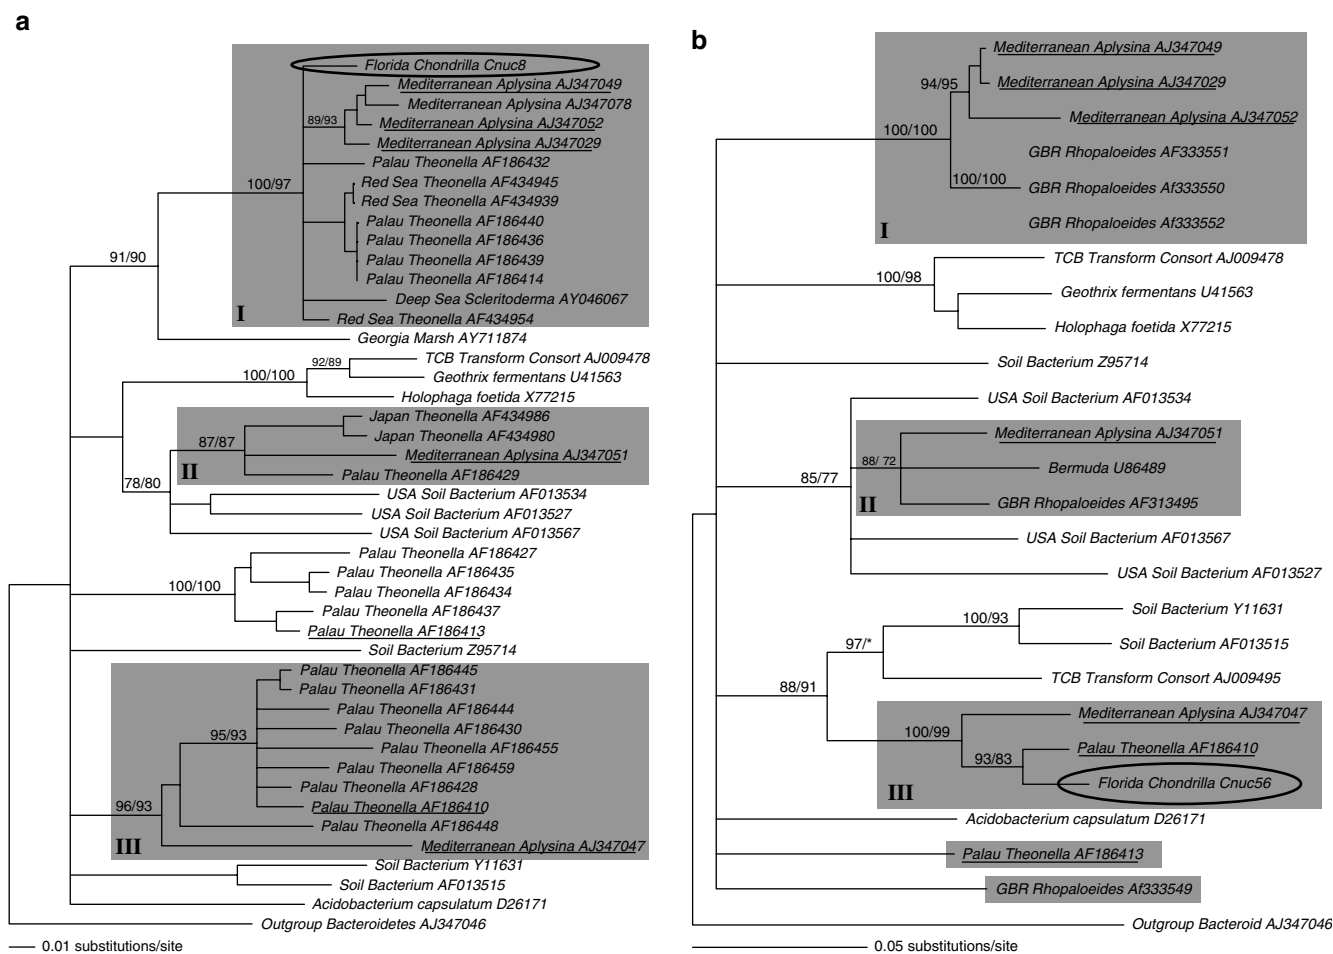 a
Florida Chondrilla Cnuc8
Mediterranean Aplysina AJ347049
Mediterranean Aplysina AJ347078
89/93
Mediterranean Aplysina AJ347052
Mediterranean Aplysina AJ347029
Palau Theonella AF186432
100/97
Red Sea Theonella AF434945
Red Sea Theonella AF434939
Palau Theonella AF186440
Palau Theonella AF186436
91/90
Palau Theonella AF186439
Palau Theonella AF186414
Deep Sea Scleritoderma AY046067
I
Red Sea Theonella AF434954
Georgia Marsh AY711874
92/89
TCB Transform Consort AJ009478
100/100
Geothrix fermentans U41563
Holophaga foetida X77215
Japan Theonella AF434986
87/87
Japan Theonella AF434980
Mediterranean Aplysina AJ347051
II
Palau Theonella AF186429
78/80
USA Soil Bacterium AF013534
USA Soil Bacterium AF013527
USA Soil Bacterium AF013567
Palau Theonella AF186427
Palau Theonella AF186435
100/100
Palau Theonella AF186434
Palau Theonella AF186437
Palau Theonella AF186413
Soil Bacterium Z95714
Palau Theonella AF186445
Palau Theonella AF186431
Palau Theonella AF186444
Palau Theonella AF186430
95/93
Palau Theonella AF186455
Palau Theonella AF186459
Palau Theonella AF186428
96/93
Palau Theonella AF186410
Palau Theonella AF186448
III
Mediterranean Aplysina AJ347047
Soil Bacterium Y11631
Soil Bacterium AF013515
Acidobacterium capsulatum D26171
Outgroup Bacteroidetes AJ347046
0.01 substitutions/site
b
Mediterranean Aplysina AJ347049
94/95
Mediterranean Aplysina AJ347029
Mediterranean Aplysina AJ347052
100/100
GBR Rhopaloeides AF333551
100/100
GBR Rhopaloeides Af333550
GBR Rhopaloeides Af333552
I
TCB Transform Consort AJ009478
100/98
Geothrix fermentans U41563
Holophaga foetida X77215
Soil Bacterium Z95714
USA Soil Bacterium AF013534
Mediterranean Aplysina AJ347051
88/ 72
Bermuda U86489
85/77
II
GBR Rhopaloeides AF313495
USA Soil Bacterium AF013567
USA Soil Bacterium AF013527
Soil Bacterium Y11631
100/93
Soil Bacterium AF013515
97/*
TCB Transform Consort AJ009495
88/91
Mediterranean Aplysina AJ347047
100/99
Palau Theonella AF186410
93/83
Florida Chondrilla Cnuc56
III
Acidobacterium capsulatum D26171
Palau Theonella AF186413
GBR Rhopaloeides Af333549
Outgroup Bacteroid AJ347046
0.05 substitutions/site